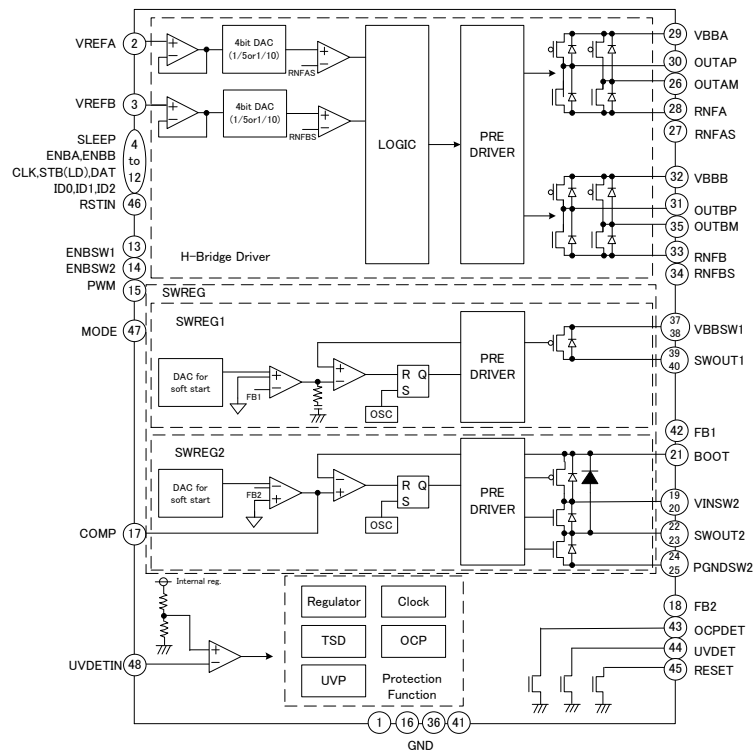 VREFA 2
4bit DAC
(1/5or1/10)
RNFAS
VREFB 3
4bit DAC
(1/5or1/10)
RNFBS
LOGIC
PRE
DRIVER
29 VBBA
30 OUTAP
26 OUTAM
28 RNFA
27 RNFAS
32 VBBB
31 OUTBP
35 OUTBM
33 RNFB
34 RNFBS
SLEEP
ENBA,ENBB
CLK,STB(LD),DAT
ID0,ID1,ID2
4
to
12
RSTIN 46
ENBSW1 13
ENBSW2 14
PWM 15
MODE 47
H-Bridge Driver
SWREG
SWREG1
DAC for
soft start
FB1
R Q
S
OSC
PRE
DRIVER
37
38
VBBSW1
39
40
SWOUT1
42 FB1
SWREG2
DAC for
soft start
FB2
R Q
S
OSC
PRE
DRIVER
21 BOOT
19
20
VINSW2
22
23
SWOUT2
24
25
PGNDSW2
COMP 17
18 FB2
43 OCPDET
44 UVDET
45 RESET
Internal reg.
UVDETIN 48
Regulator
Clock
TSD
OCP
UVP
Protection
Function
1 16 36 41
GND